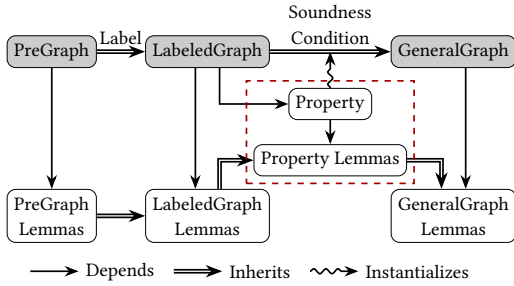 Soundness
Condition
Label
PreGraph
LabeledGraph
GeneralGraph
Property
Property Lemmas
PreGraph
Lemmas
LabeledGraph
Lemmas
GeneralGraph
Lemmas
Depends
Inherits
Instantializes